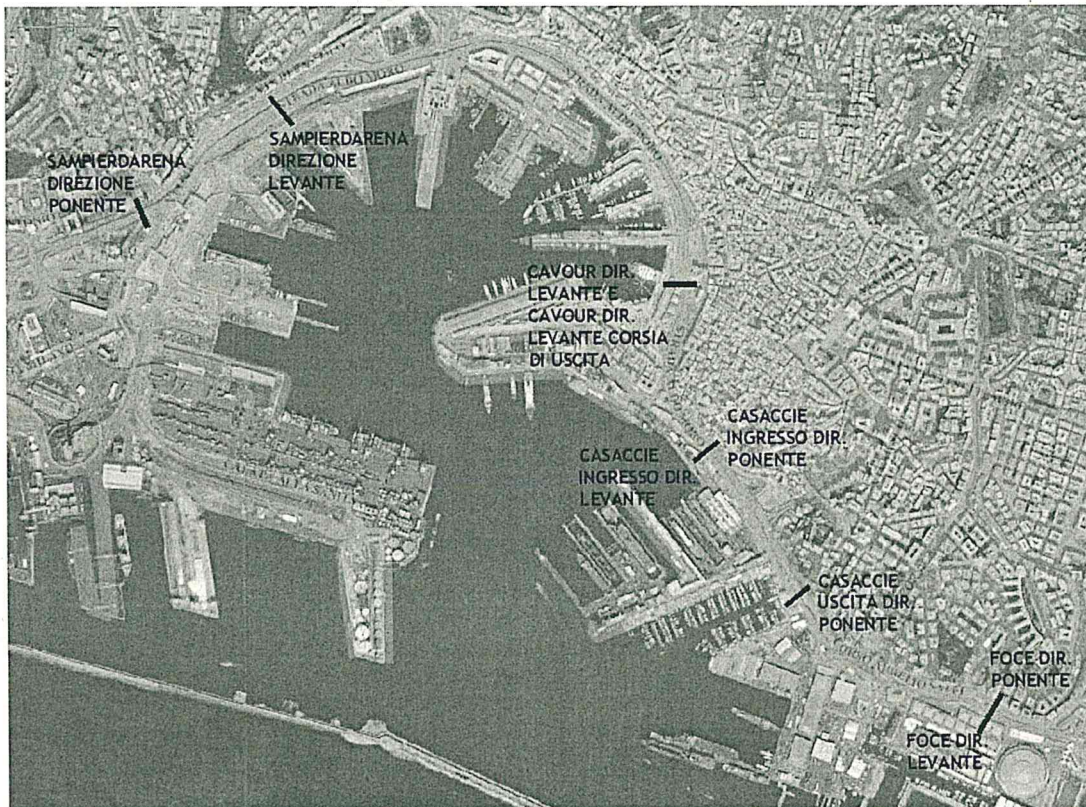 SAMPIERDARENA
DIREZIONE
LEVANTE
SAMPIERDARENA
DIREZIONE
PONENTE
CAVOUR DIR.
LEVANTE E
CAVOUR DIR.
LEVANTE CORSIA
DI USCITA
CASACCIE
INGRESSO DIR.
PONENTE
CASACCIE
INGRESSO DIR.
LEVANTE
CASACCIE
USCITA DIR.
PONENTE
FOCE DIR.
PONENTE
FOCE DIR.
LEVANTE